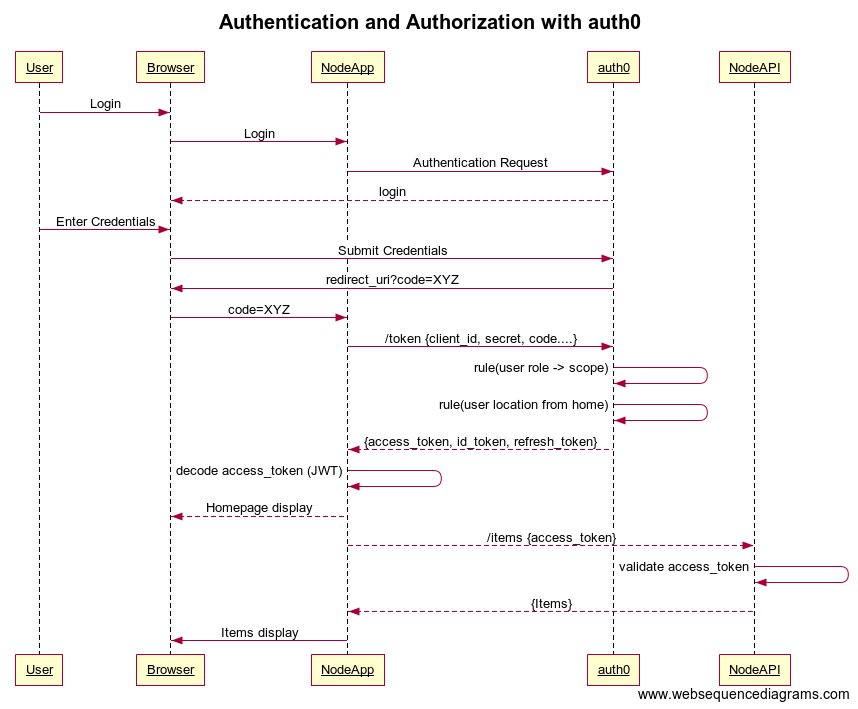 Authentication and Authorization with auth0
User Browser NodeApp auth0 NodeAPI
Login
Login
Authentication Request
login
Enter Credentials
Submit Credentials
redirect_uri?code=XYZ
code=XYZ
/token {client_id, secret, code....}
rule(user role -> scope)
rule(user location from home)
{access_token, id_token, refresh_token}
decode access_token (JWT)
Homepage display
/items {access_token}
validate access_token
{Items}
Items display
User Browser NodeApp auth0 NodeAPI
www.websequencediagrams.com